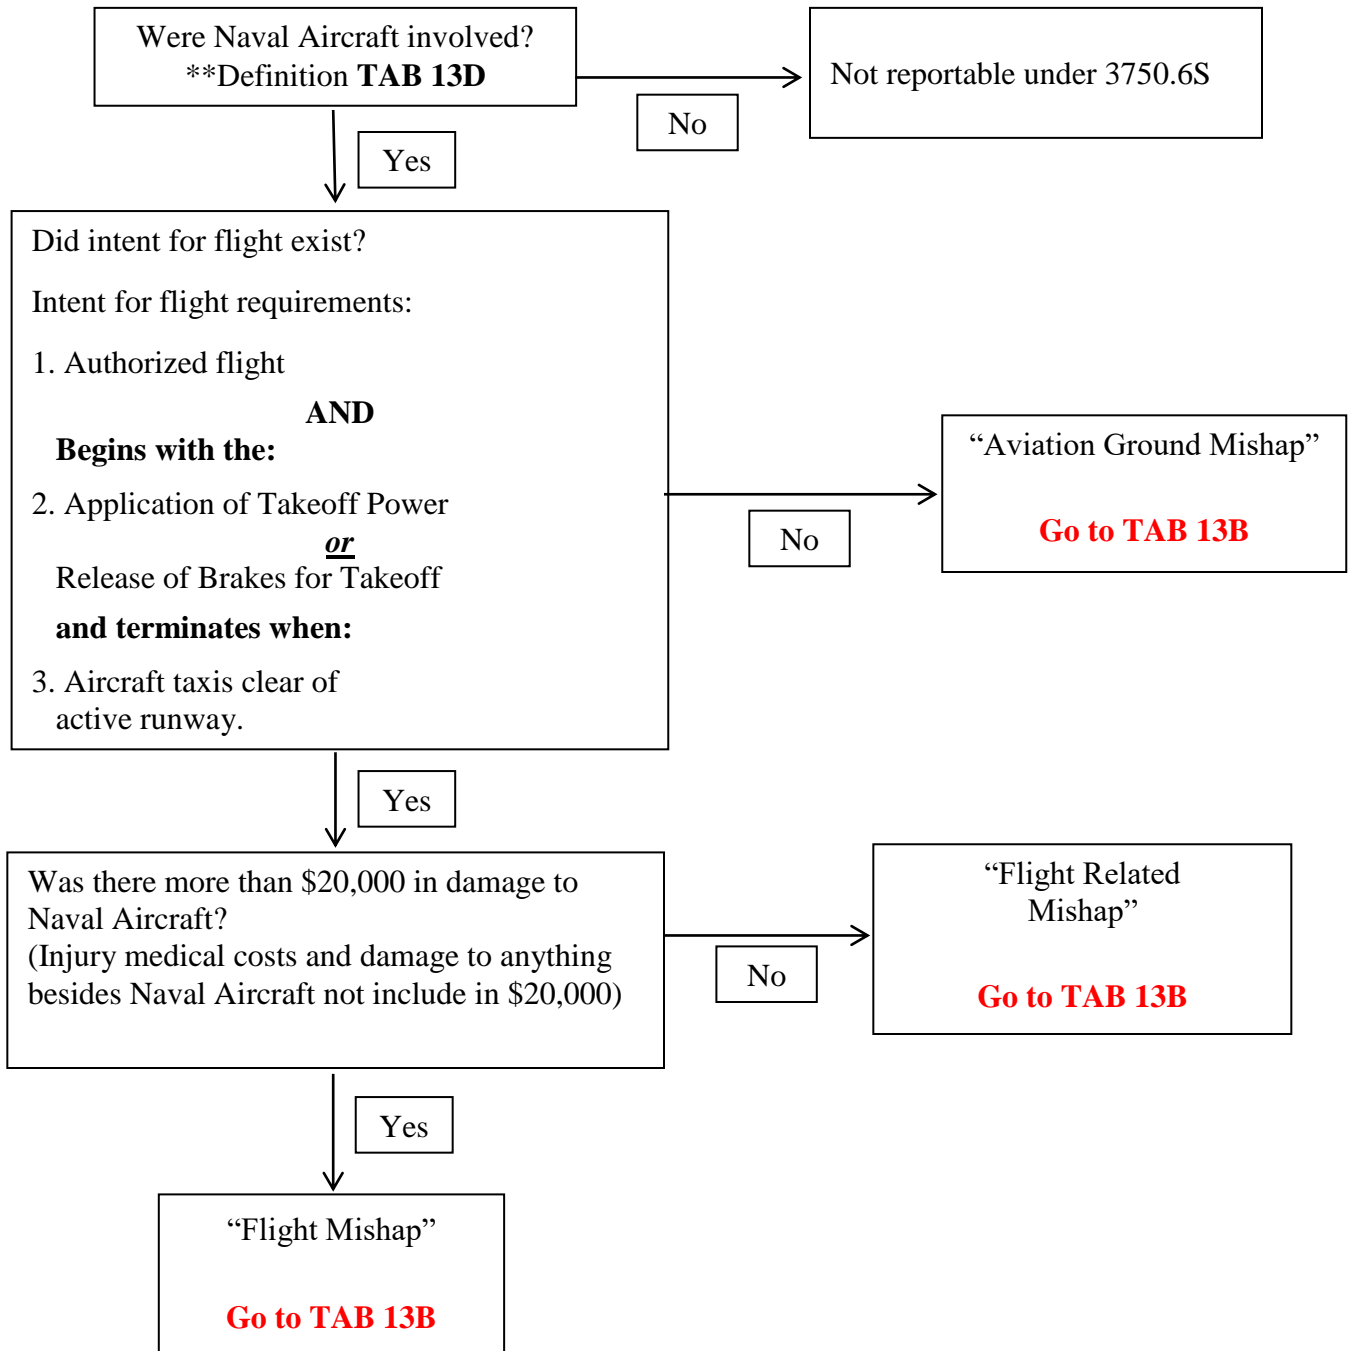 Were Naval Aircraft involved?
**Definition TAB 13D
Not reportable under 3750.6S
No
Yes
Did intent for flight exist?
Intent for flight requirements:
1. Authorized flight
AND
Begins with the:
2. Application of Takeoff Power
or
Release of Brakes for Takeoff
and terminates when:
3. Aircraft taxis clear of
active runway.
“Aviation Ground Mishap”
Go to TAB 13B
No
Yes
Was there more than $20,000 in damage to
Naval Aircraft?
(Injury medical costs and damage to anything
besides Naval Aircraft not include in $20,000)
“Flight Related
Mishap”
Go to TAB 13B
No
Yes
“Flight Mishap”
Go to TAB 13B